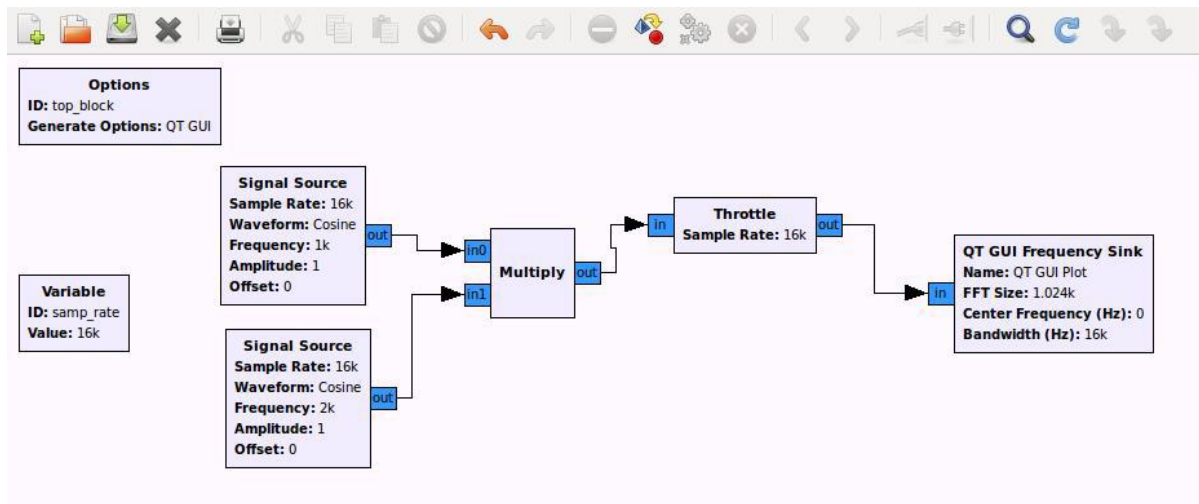 Options
ID: top_block
Generate Options: QT GUI
Signal Source
Sample Rate: 16k
Waveform: Cosine
Frequency: 1k
Amplitude: 1
Offset: 0
out
in0
in1
Multiply
out
in
Throttle
Sample Rate: 16k
out
in
QT GUI Frequency Sink
Name: QT GUI Plot
FFT Size: 1.024k
Center Frequency (Hz): 0
Bandwidth (Hz): 16k
Variable
ID: samp_rate
Value: 16k
Signal Source
Sample Rate: 16k
Waveform: Cosine
Frequency: 2k
Amplitude: 1
Offset: 0
out